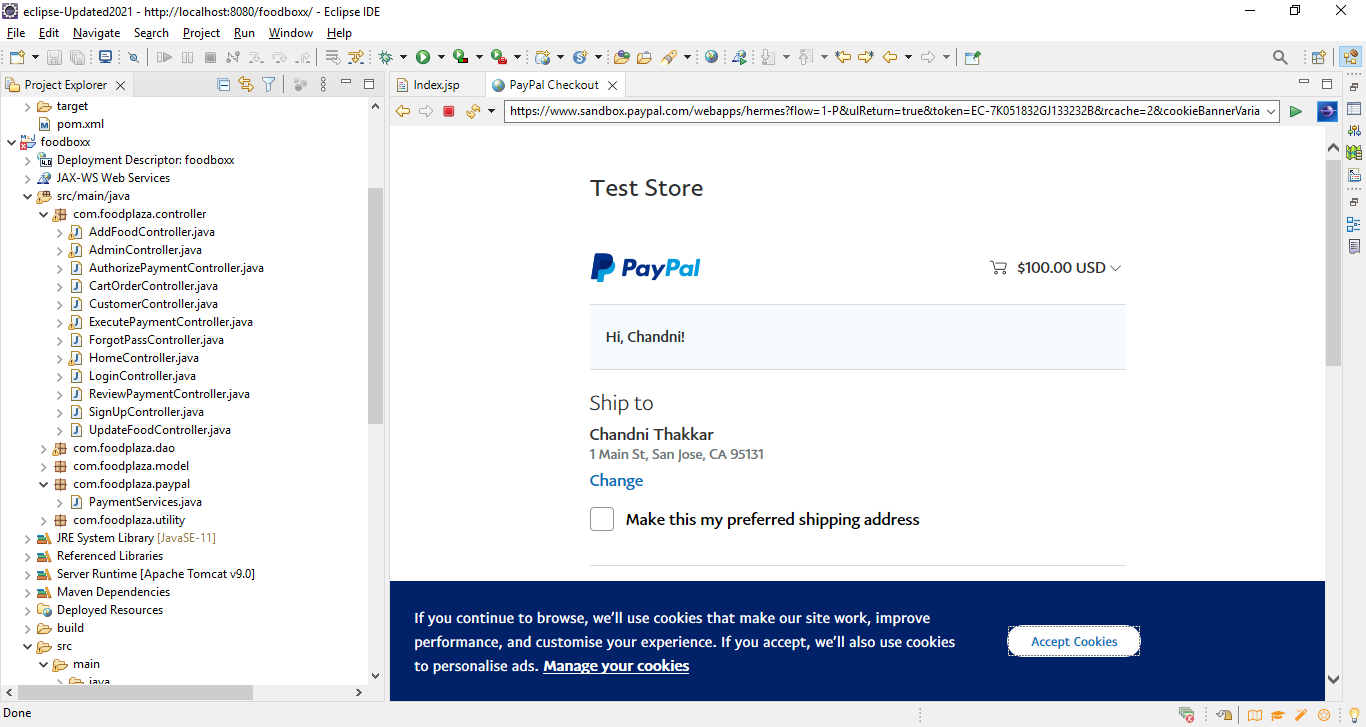 eclipse-Updated2021 - http://localhost:8080/foodboxx/ - Eclipse IDE
File Edit Navigate Search Project Run Window Help
Project Explorer
target
pom.xml
foodboxx
Deployment Descriptor: foodboxx
JAX-WS Web Services
src/main/java
com.foodplaza.controller
AddFoodController.java
AdminController.java
AuthorizePaymentController.java
CartOrderController.java
CustomerController.java
ExecutePaymentController.java
ForgotPassController.java
HomeController.java
LoginController.java
ReviewPaymentController.java
SignUpController.java
UpdateFoodController.java
com.foodplaza.dao
com.foodplaza.model
com.foodplaza.paypal
PaymentServices.java
com.foodplaza.utility
JRE System Library [JavaSE-11]
Referenced Libraries
Server Runtime [Apache Tomcat v9.0]
Maven Dependencies
Deployed Resources
build
src
main
java
Index.jsp PayPal Checkout
https://www.sandbox.paypal.com/webapps/hermes?flow=1-P&ulReturn=true&token=EC-7K051832GJ133232B&rcache=2&cookieBannerVaria
Test Store
PayPal $100.00 USD
Hi, Chandni!
Ship to
Chandni Thakkar
1 Main St, San Jose, CA 95131
Change
Make this my preferred shipping address
If you continue to browse, we'll use cookies that make our site work, improve
performance, and customise your experience. If you accept, we'll also use cookies
to personalise ads. Manage your cookies
Accept Cookies
Done